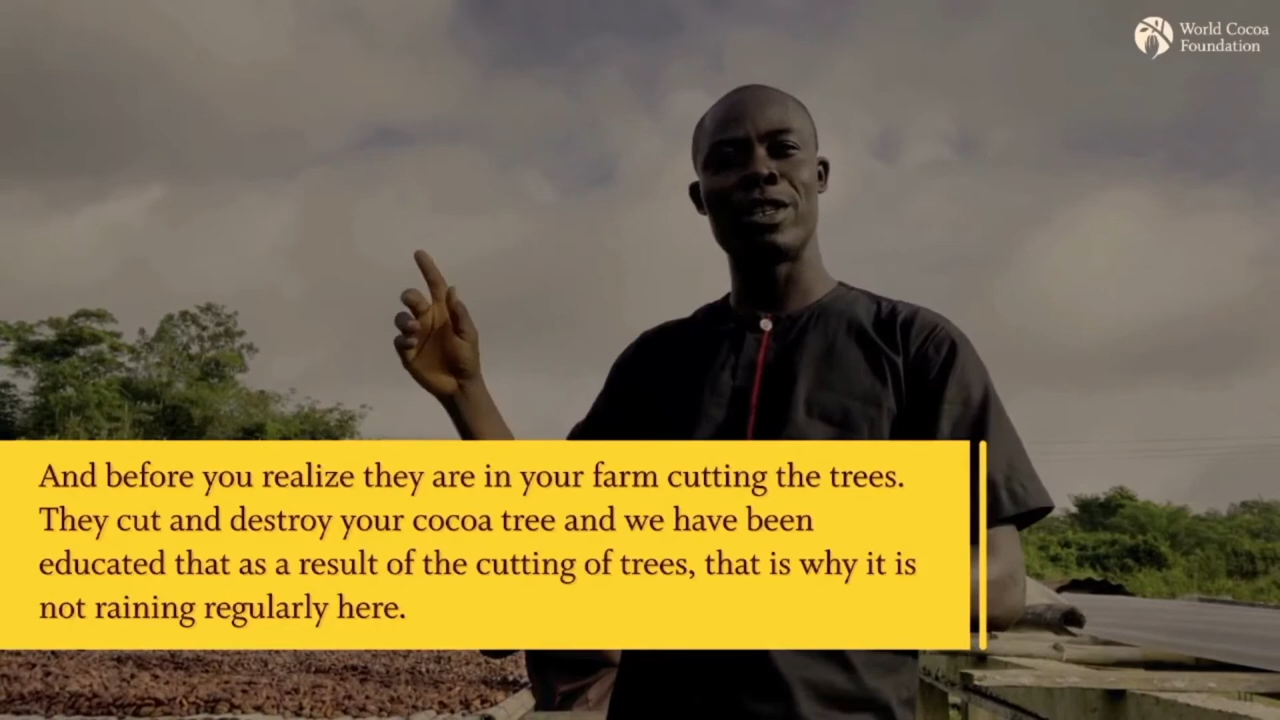 World Cocoa
Foundation
And before you realize they are in your farm cutting the trees.
They cut and destroy your cocoa tree and we have been
educated that as a result of the cutting of trees, that is why it is
not raining regularly here.